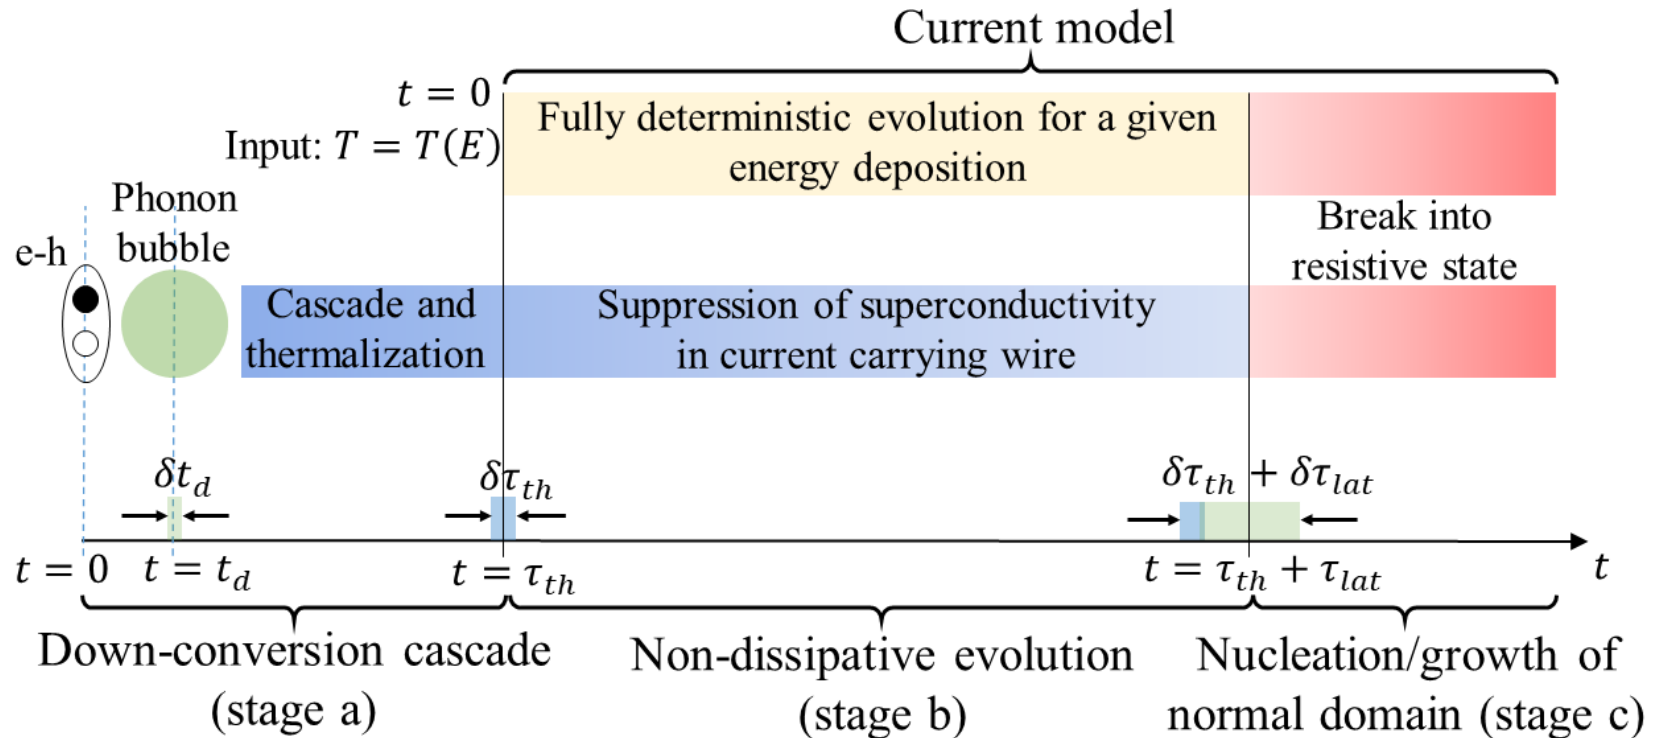 Current model
t = 0
Input: T = T(E)
Fully deterministic evolution for a given
energy deposition
Phonon
bubble
e-h
Break into
resistive state
Cascade and
thermalization
Suppression of superconductivity
in current carrying wire
δt_d
δτ_th
δτ_th + δτ_lat
t = 0
t = t_d
t = τ_th
t = τ_th + τ_lat
t
Down-conversion cascade
(stage a)
Non-dissipative evolution
(stage b)
Nucleation/growth of
normal domain (stage c)